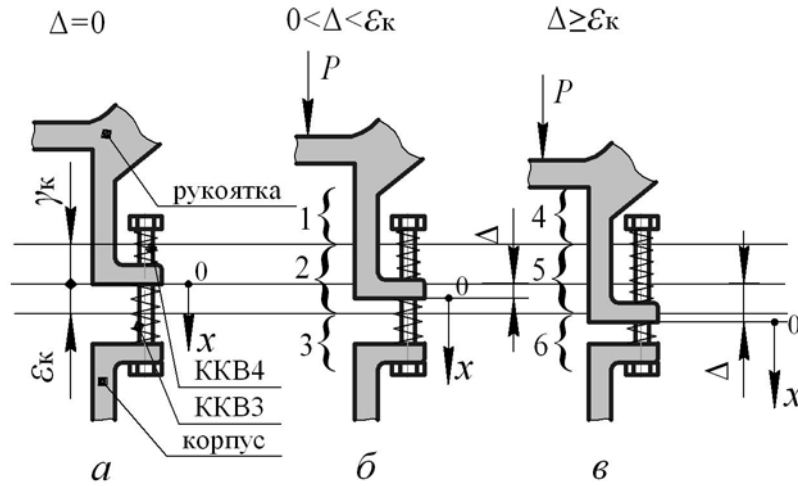 Δ=0
0<Δ<εк
Δ≥εк
P
P
γк
рукоятка
1
4
Δ
2
5
0
0
0
εк
x
3
6
Δ
ККВ4
x
x
ККВ3
корпус
а
б
в